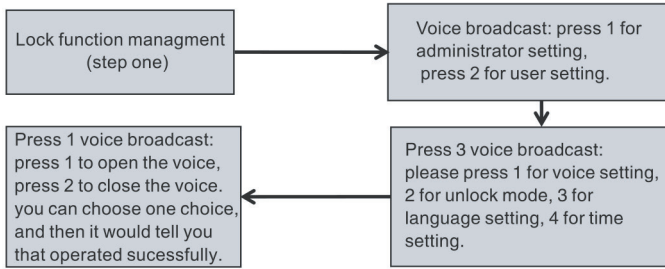 Lock function managment
(step one)
Voice broadcast: press 1 for
administrator setting,
press 2 for user setting.
Press 3 voice broadcast:
please press 1 for voice setting,
2 for unlock mode, 3 for
language setting, 4 for time
setting.
Press 1 voice broadcast:
press 1 to open the voice,
press 2 to close the voice.
you can choose one choice,
and then it would tell you
that operated sucessfully.